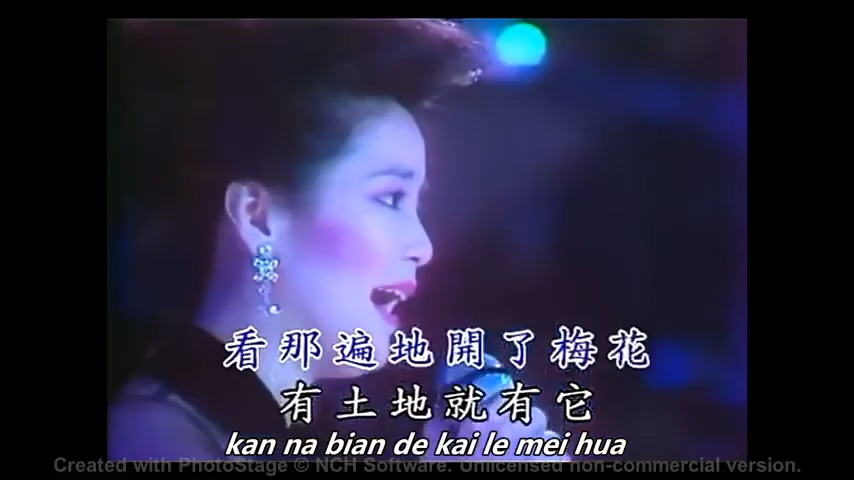 看那遍地開了梅花
有土地就有它
kan na bian de kai le mei hua
Created with PhotoStage © NCH Software. Unlicensed non-commercial version.